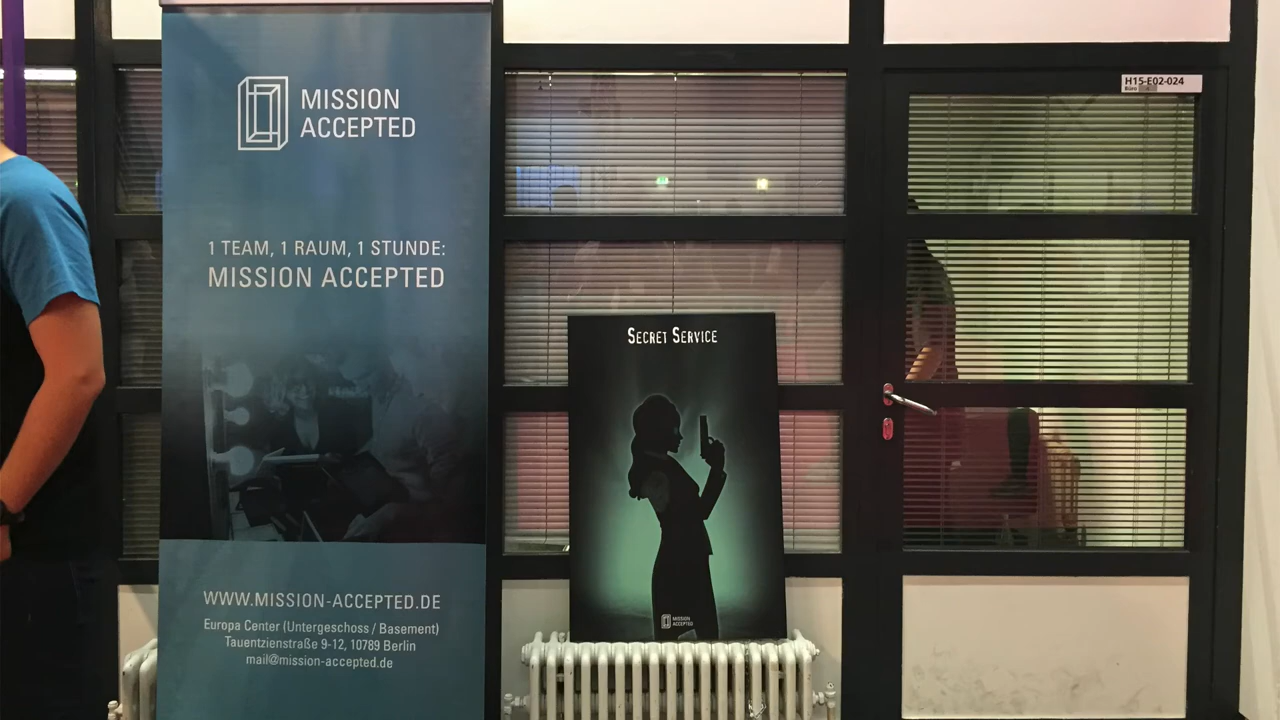 MISSION
ACCEPTED
1 TEAM, 1 RAUM, 1 STUNDE:
MISSION ACCEPTED
WWW.MISSION-ACCEPTED.DE
Europa Center (Untergeschoss / Basement)
Tauentzienstraße 9-12, 10789 Berlin
mail@mission-accepted.de
SECRET SERVICE
MISSION
ACCEPTED
H15-E02-024
Büro